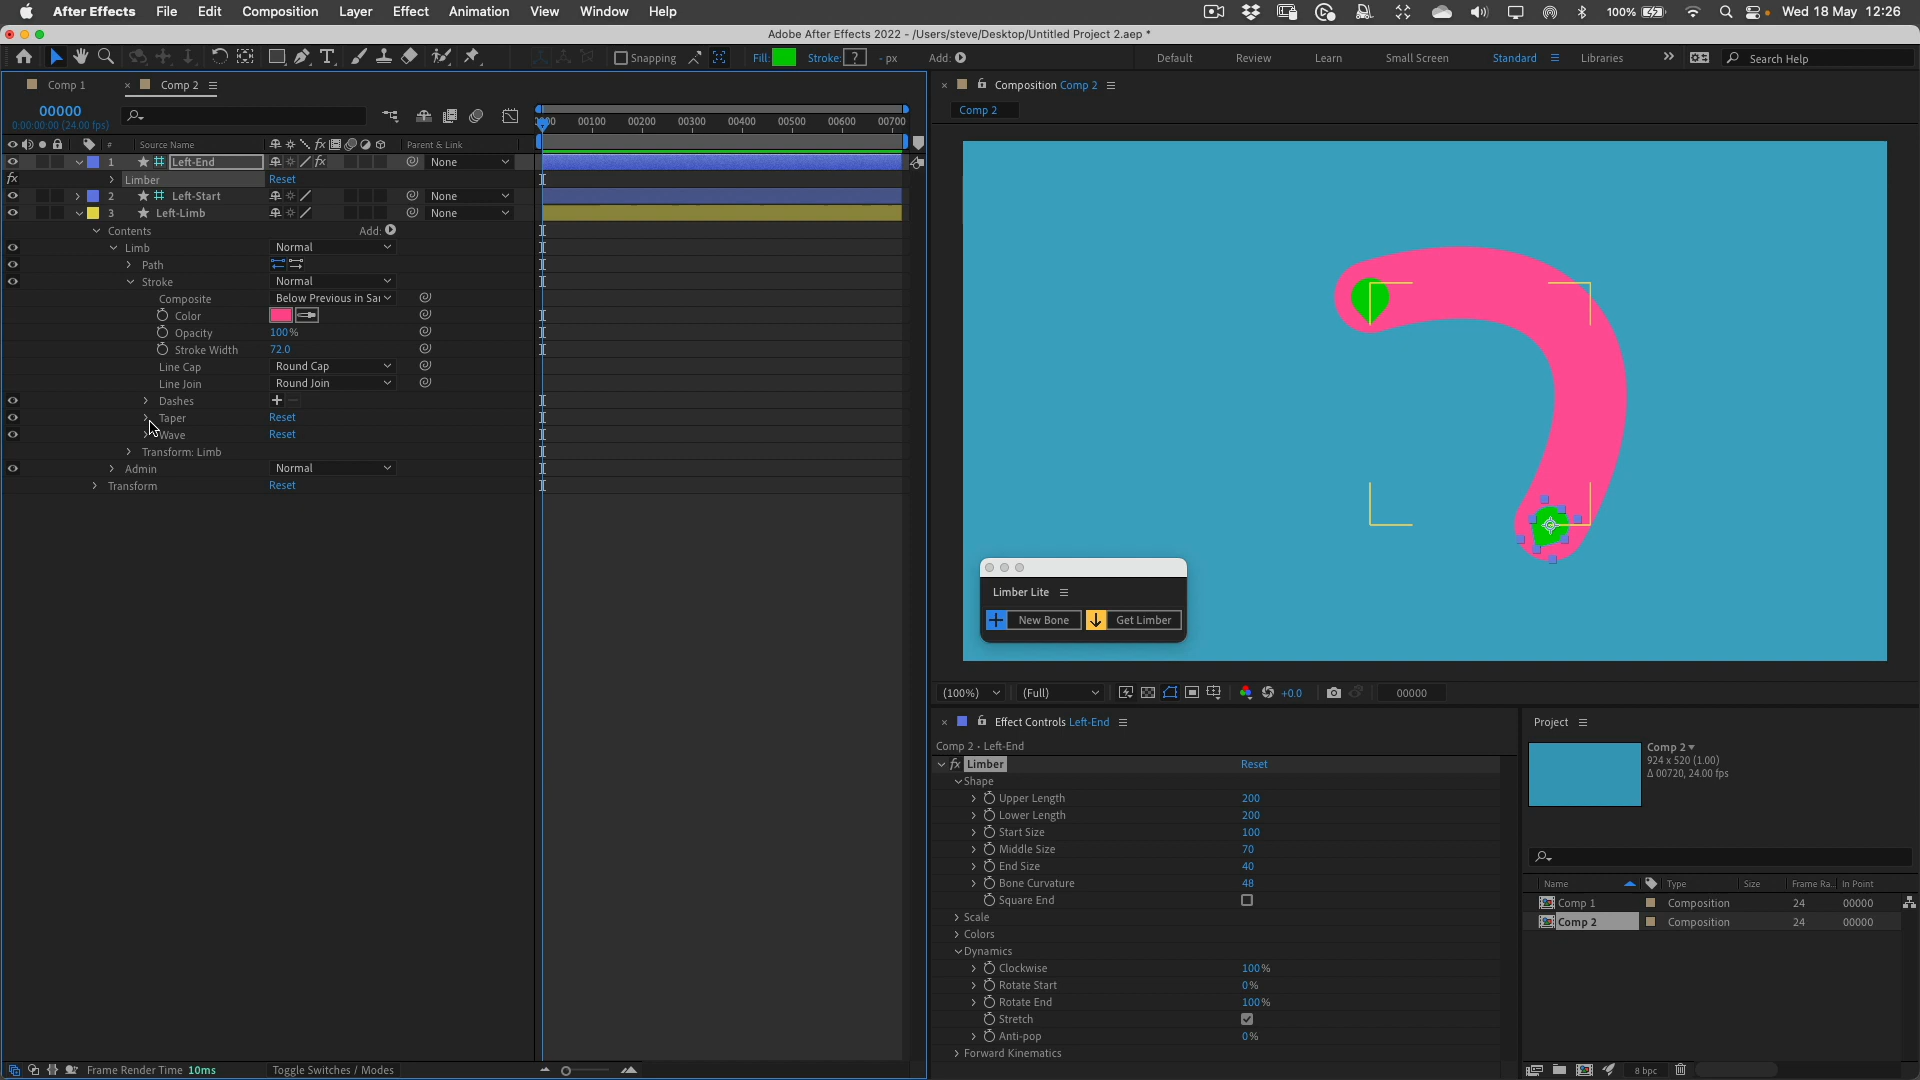 After Effects File Edit Composition Layer Effect Animation View Window Help 100% Wed 18 May 12:26
Adobe After Effects 2022 - /Users/steve/Desktop/Untitled Project 2.aep *
Snapping Fill: Stroke: ? - px Add: Default Review Learn Small Screen Standard Libraries Search Help
Comp 1 Comp 2
00000
0:00:00:00 (24.00 fps)
00100 00200 00300 00400 00500 00600 00700
# Source Name Parent & Link
1 Left-End None
Limber Reset
2 Left-Start None
3 Left-Limb None
Contents Add:
Limb Normal
Path
Stroke Normal
Composite Below Previous in Sai
Color
Opacity 100%
Stroke Width 72.0
Line Cap Round Cap
Line Join Round Join
Dashes
Taper Reset
Wave Reset
Transform: Limb
Admin Normal
Transform Reset
Frame Render Time 10ms Toggle Switches / Modes
Composition Comp 2
Comp 2
Limber Lite
New Bone Get Limber
(100%) (Full) +0.0 00000
Effect Controls Left-End
Comp 2 • Left-End
fx Limber Reset
Shape
Upper Length 200
Lower Length 200
Start Size 100
Middle Size 70
End Size 40
Bone Curvature 48
Square End
Scale
Colors
Dynamics
Clockwise 100%
Rotate Start 0%
Rotate End 100%
Stretch
Anti-pop 0%
Forward Kinematics
Project
Comp 2
924 x 520 (1.00)
Δ 00720, 24.00 fps
Name Type Size Frame Ra.. In Point
Comp 1 Composition 24 00000
Comp 2 Composition 24 00000
8 bpc